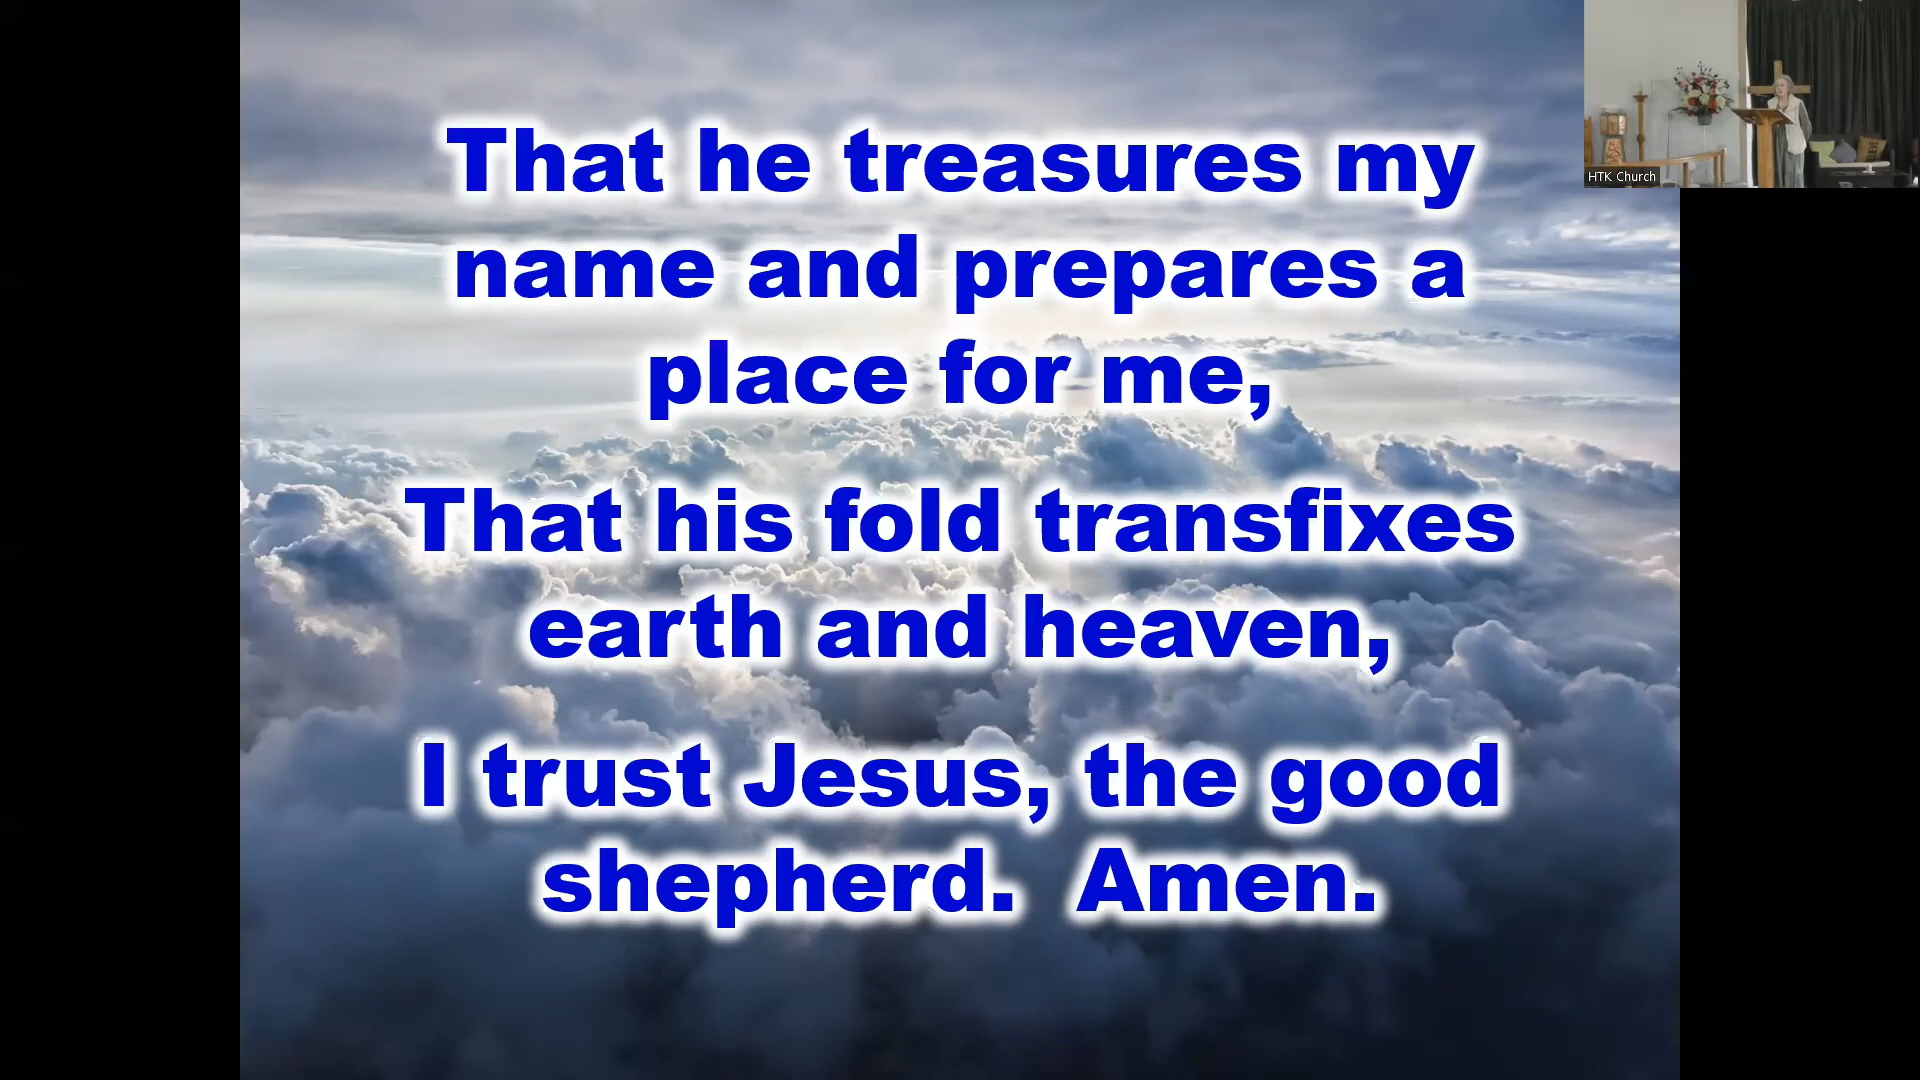 That he treasures my
name and prepares a
place for me,
That his fold transfixes
earth and heaven,
I trust Jesus, the good
shepherd.  Amen.
HTK Church